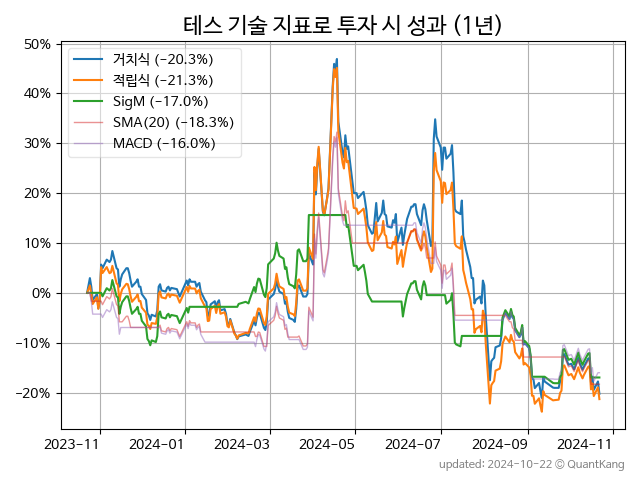 테스 기술 지표로 투자 시 성과 (1년)
50%
40%
30%
20%
10%
0%
−10%
−20%
거치식 (−20.3%)
적립식 (−21.3%)
SigM (−17.0%)
SMA(20) (−18.3%)
MACD (−16.0%)
2023−11 2024−01 2024−03 2024−05 2024−07 2024−09 2024−11
updated: 2024-10-22 © QuantKang